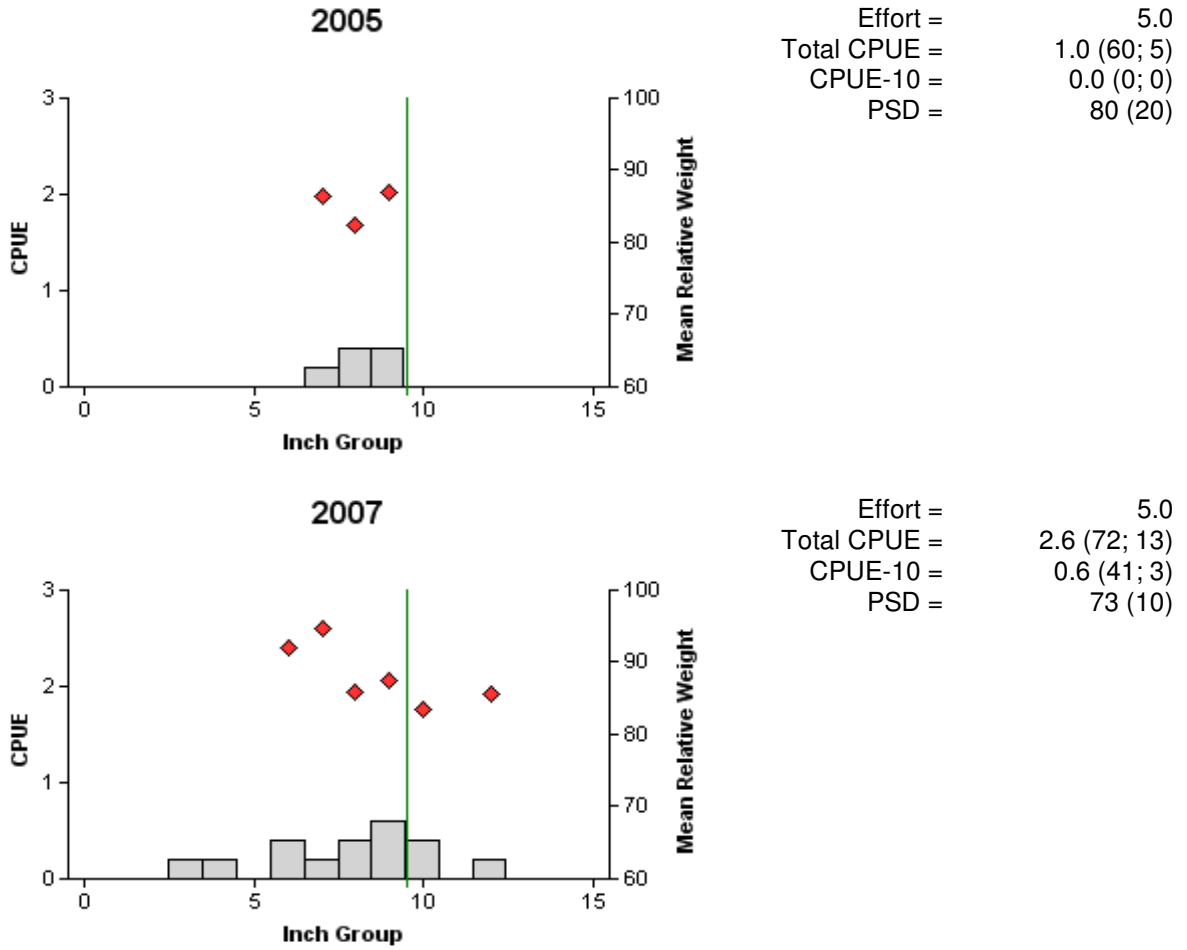 2005
Effort = 5.0
Total CPUE = 1.0 (60; 5)
CPUE-10 = 0.0 (0; 0)
PSD = 80 (20)
3
2
1
0
CPUE
100
90
80
70
60
Mean Relative Weight
0 5 10 15
Inch Group
2007
Effort = 5.0
Total CPUE = 2.6 (72; 13)
CPUE-10 = 0.6 (41; 3)
PSD = 73 (10)
3
2
1
0
CPUE
100
90
80
70
60
Mean Relative Weight
0 5 10 15
Inch Group